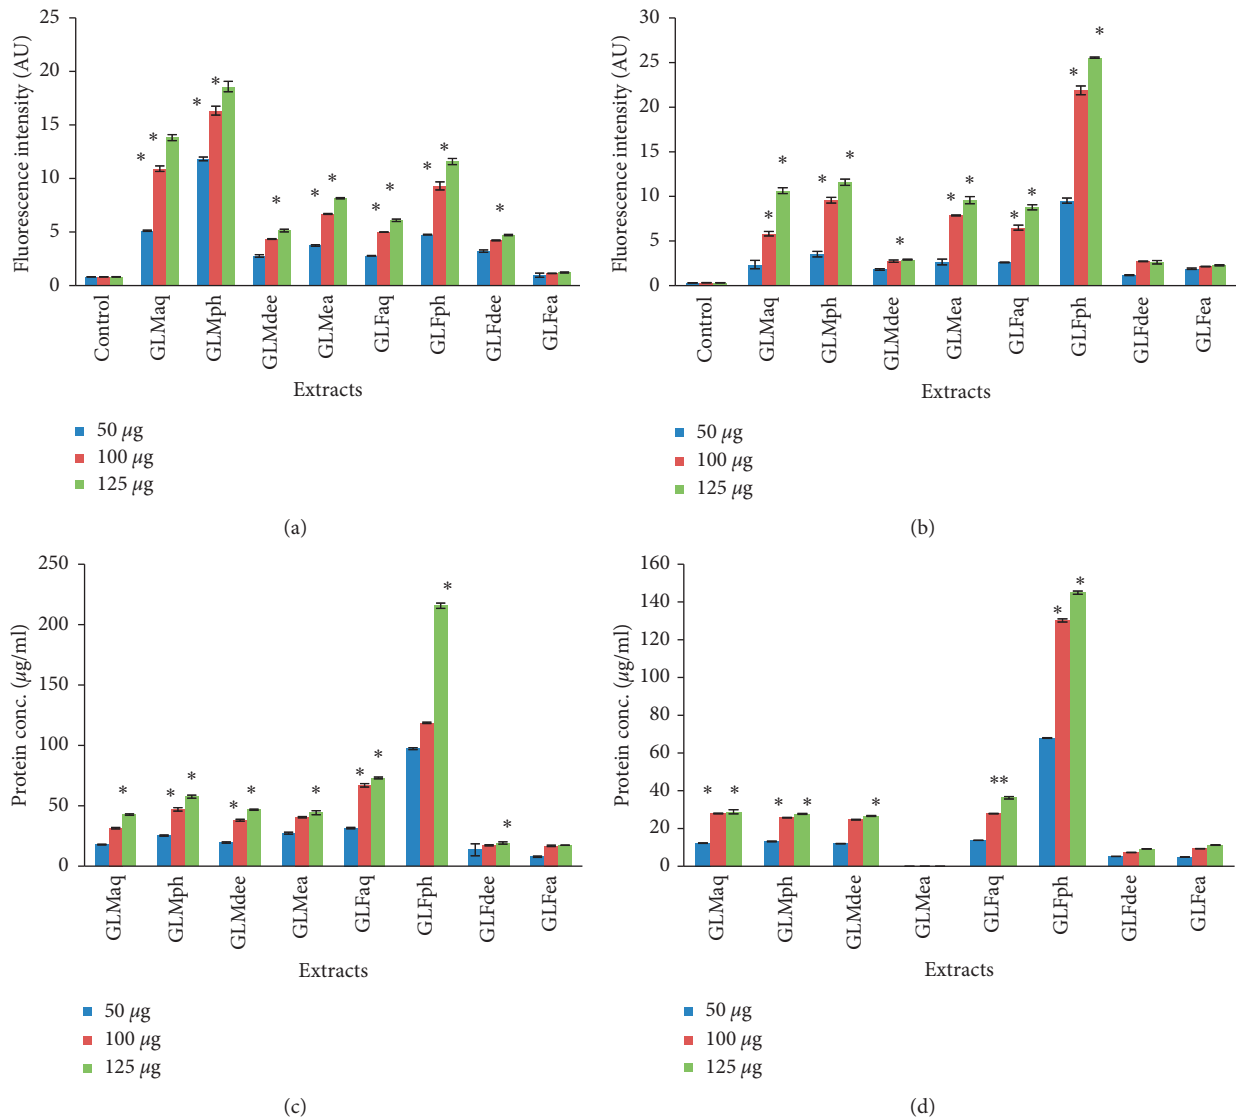 Fluorescence intensity (AU)
25
20
15
10
5
0
* * * * * * * * * * * *
Control
GLMaq
GLMph
GLMdee
GLMea
GLFaq
GLFph
GLFdee
GLFea
Extracts
50 µg
100 µg
125 µg
(a)
Fluorescence intensity (AU)
30
25
20
15
10
5
0
* * * * * * * * * * *
Control
GLMaq
GLMph
GLMdee
GLMea
GLFaq
GLFph
GLFdee
GLFea
Extracts
50 µg
100 µg
125 µg
(b)
Protein conc. (µg/ml)
250
200
150
100
50
0
* * * * * * * * * *
GLMaq
GLMph
GLMdee
GLMea
GLFaq
GLFph
GLFdee
GLFea
Extracts
50 µg
100 µg
125 µg
(c)
Protein conc. (µg/ml)
160
140
120
100
80
60
40
20
0
* * * * * ** * *
GLMaq
GLMph
GLMdee
GLMea
GLFaq
GLFph
GLFdee
GLFea
Extracts
50 µg
100 µg
125 µg
(d)